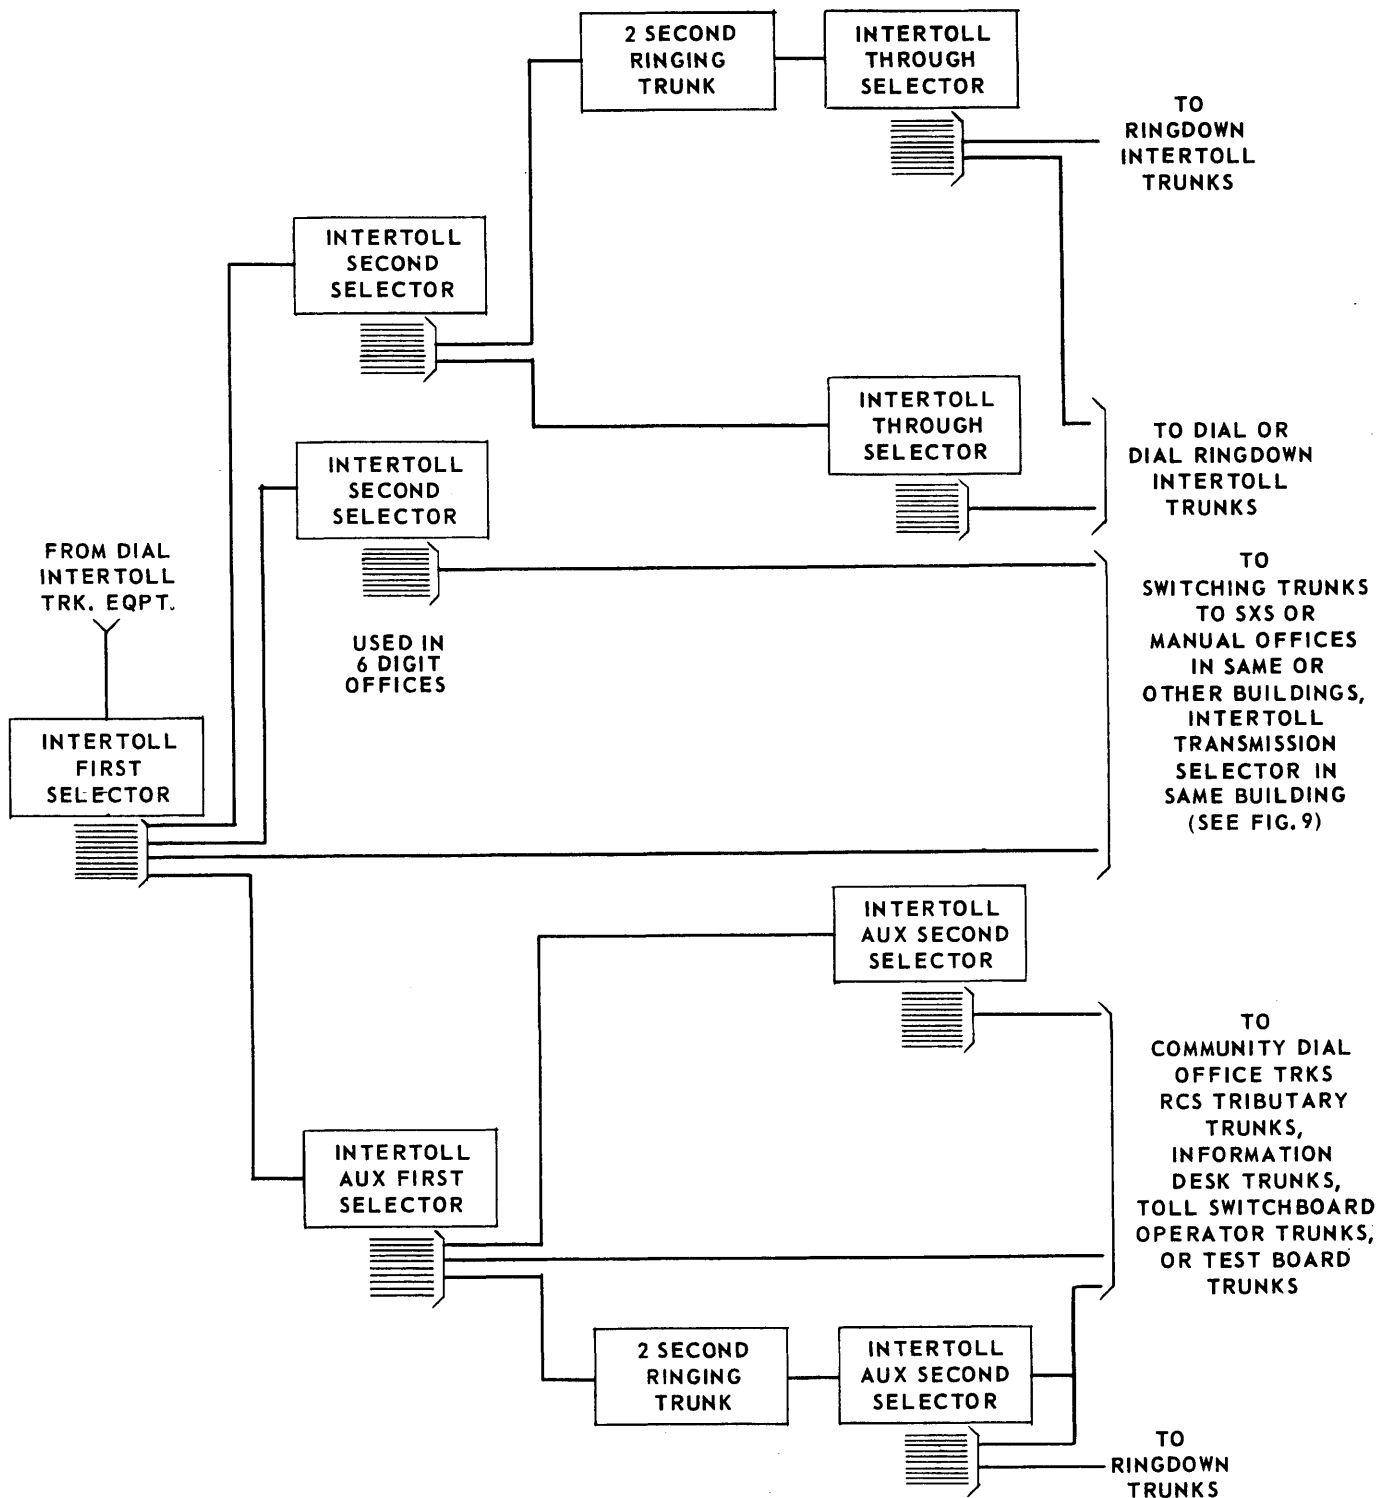 2 SECOND
RINGING
TRUNK
INTERTOLL
THROUGH
SELECTOR
TO
RINGDOWN
INTERTOLL
TRUNKS
INTERTOLL
SECOND
SELECTOR
INTERTOLL
THROUGH
SELECTOR
TO DIAL OR
DIAL RINGDOWN
INTERTOLL
TRUNKS
INTERTOLL
SECOND
SELECTOR
USED IN
6 DIGIT
OFFICES
FROM DIAL
INTERTOLL
TRK. EQPT.
TO
SWITCHING TRUNKS
TO SXS OR
MANUAL OFFICES
IN SAME OR
OTHER BUILDINGS,
INTERTOLL
TRANSMISSION
SELECTOR IN
SAME BUILDING
(SEE FIG. 9)
INTERTOLL
FIRST
SELECTOR
INTERTOLL
AUX SECOND
SELECTOR
TO
COMMUNITY DIAL
OFFICE TRKS
RCS TRIBUTARY
TRUNKS,
INFORMATION
DESK TRUNKS,
TOLL SWITCHBOARD
OPERATOR TRUNKS,
OR TEST BOARD
TRUNKS
INTERTOLL
AUX FIRST
SELECTOR
2 SECOND
RINGING
TRUNK
INTERTOLL
AUX SECOND
SELECTOR
TO
RINGDOWN
TRUNKS